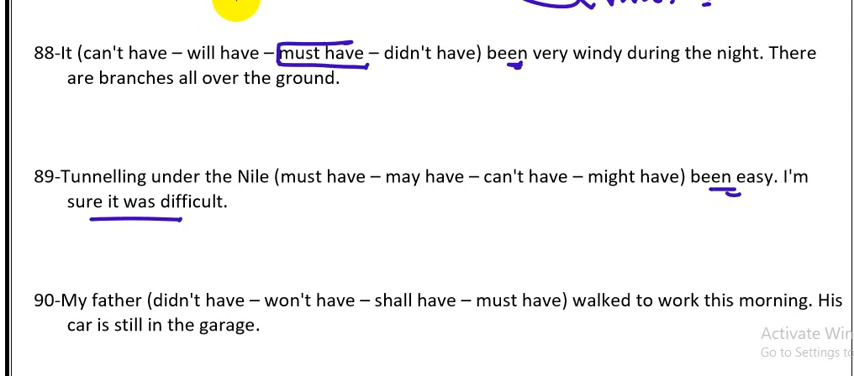 88-It (can't have – will have – must have – didn't have) been very windy during the night. There
are branches all over the ground.
89-Tunnelling under the Nile (must have – may have – can't have – might have) been easy. I'm
sure it was difficult.
90-My father (didn't have – won't have – shall have – must have) walked to work this morning. His
car is still in the garage.
Activate Win
Go to Settings to